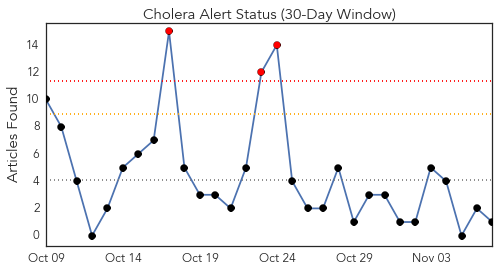 Cholera Alert Status (30-Day Window)
Articles Found
14
12
10
8
6
4
2
0
Oct 09 Oct 14 Oct 19 Oct 24 Oct 29 Nov 03